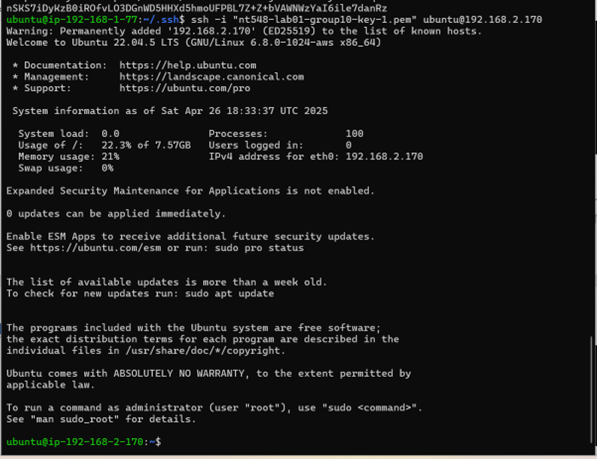 nSKS7iDyKzB0iROfvLO3DGnWD5HHXd5hmoUFPBL7Z+Z+bVAWNWzYaI6ile7danRz
ubuntu@ip-192-168-1-77:~/.ssh$ ssh -i "nt548-lab01-group10-key-1.pem" ubuntu@192.168.2.170
Warning: Permanently added '192.168.2.170' (ED25519) to the list of known hosts.
Welcome to Ubuntu 22.04.5 LTS (GNU/Linux 6.8.0-1024-aws x86_64)
* Documentation: https://help.ubuntu.com
* Management: https://landscape.canonical.com
* Support: https://ubuntu.com/pro
System information as of Sat Apr 26 18:33:37 UTC 2025
System load: 0.0 Processes: 100
Usage of /: 22.3% of 7.57GB Users logged in: 0
Memory usage: 21% IPv4 address for eth0: 192.168.2.170
Swap usage: 0%
Expanded Security Maintenance for Applications is not enabled.
0 updates can be applied immediately.
Enable ESM Apps to receive additional future security updates.
See https://ubuntu.com/esm or run: sudo pro status
The list of available updates is more than a week old.
To check for new updates run: sudo apt update
The programs included with the Ubuntu system are free software;
the exact distribution terms for each program are described in the
individual files in /usr/share/doc/*/copyright.
Ubuntu comes with ABSOLUTELY NO WARRANTY, to the extent permitted by
applicable law.
To run a command as administrator (user "root"), use "sudo <command>".
See "man sudo_root" for details.
ubuntu@ip-192-168-2-170:~$